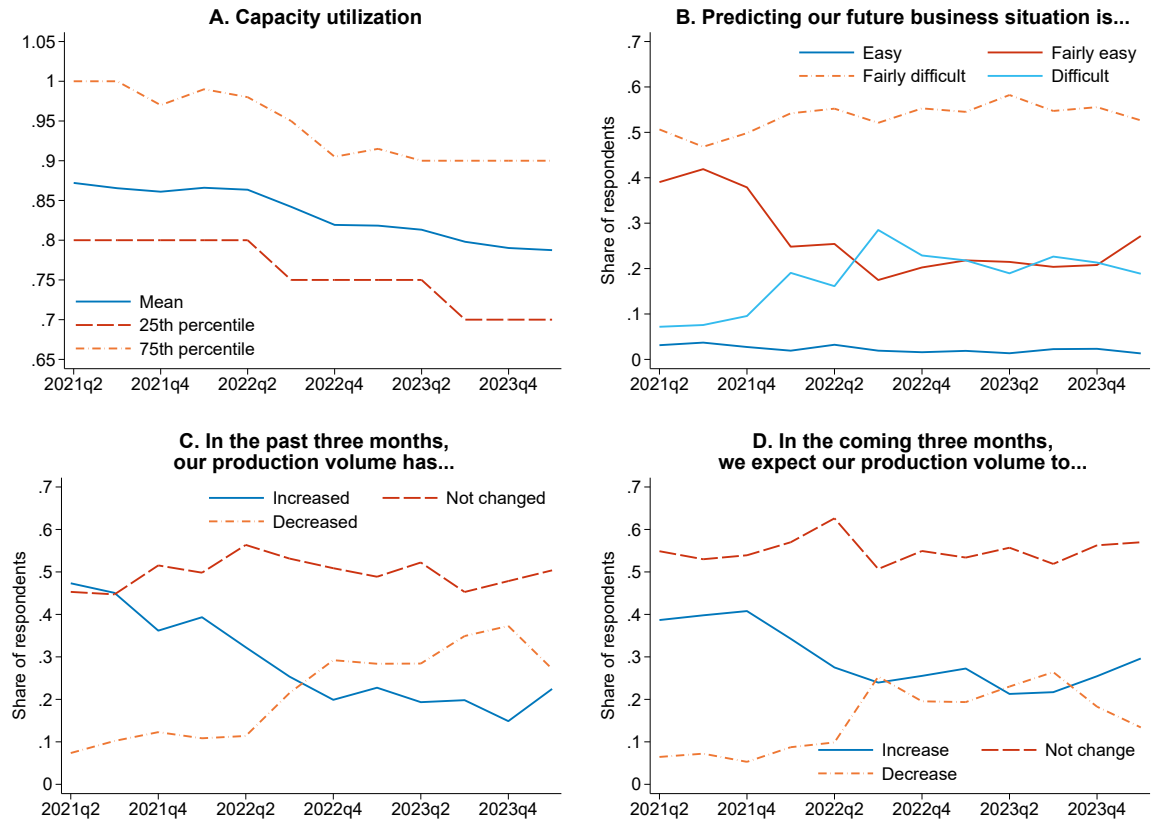 A. Capacity utilization
1.05
1
.95
.9
.85
.8
.75
.7
.65
Mean
25th percentile
75th percentile
2021q2 2021q4 2022q2 2022q4 2023q2 2023q4
B. Predicting our future business situation is...
Share of respondents
.7
.6
.5
.4
.3
.2
.1
0
Easy Fairly easy
Fairly difficult Difficult
2021q2 2021q4 2022q2 2022q4 2023q2 2023q4
C. In the past three months,
our production volume has...
Share of respondents
.7
.6
.5
.4
.3
.2
.1
0
Increased Not changed
Decreased
2021q2 2021q4 2022q2 2022q4 2023q2 2023q4
D. In the coming three months,
we expect our production volume to...
Share of respondents
.7
.6
.5
.4
.3
.2
.1
0
Increase Not change
Decrease
2021q2 2021q4 2022q2 2022q4 2023q2 2023q4